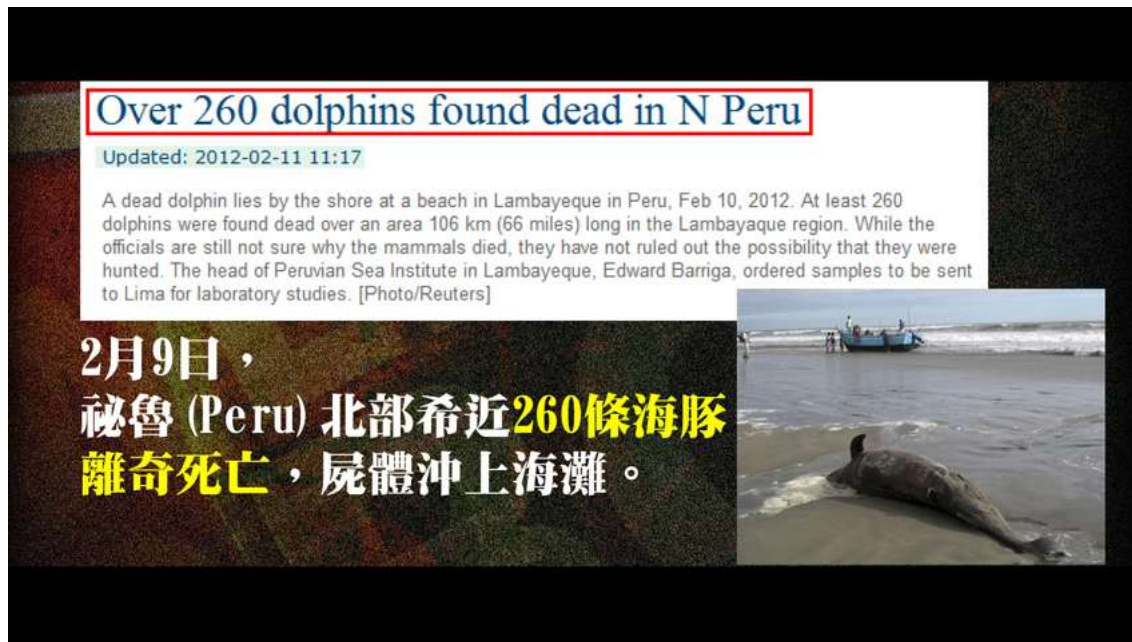 Over 260 dolphins found dead in N Peru
Updated: 2012-02-11 11:17
A dead dolphin lies by the shore at a beach in Lambayeque in Peru, Feb 10, 2012. At least 260
dolphins were found dead over an area 106 km (66 miles) long in the Lambayaque region. While the
officials are still not sure why the mammals died, they have not ruled out the possibility that they were
hunted. The head of Peruvian Sea Institute in Lambayeque, Edward Barriga, ordered samples to be sent
to Lima for laboratory studies. [Photo/Reuters]
2月9日，
祕魯 (Peru) 北部希近260條海豚
離奇死亡，屍體沖上海灘。